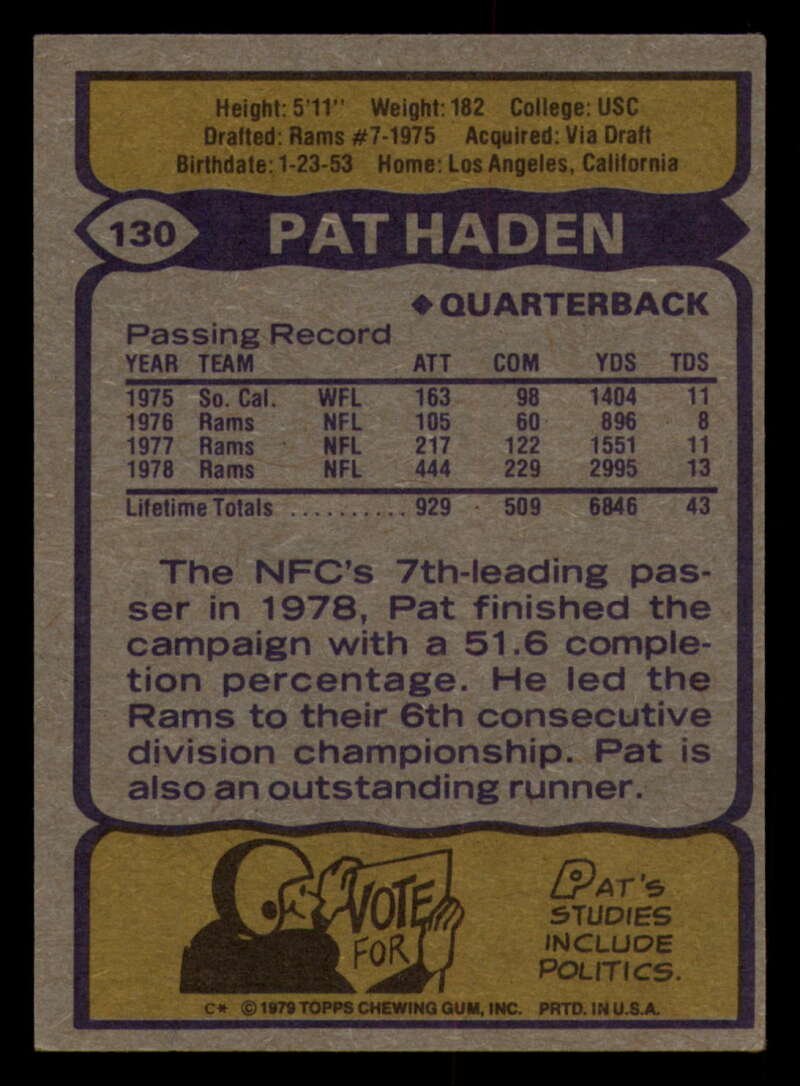 Height: 5'11" Weight: 182 College: USC
Drafted: Rams #7-1975 Acquired: Via Draft
Birthdate: 1-23-53 Home: Los Angeles, California
130 PAT HADEN
◆ QUARTERBACK
Passing Record
YEAR TEAM ATT COM YDS TDS
1975 So. Cal. WFL 163 98 1404 11
1976 Rams NFL 105 60 896 8
1977 Rams NFL 217 122 1551 11
1978 Rams NFL 444 229 2995 13
Lifetime Totals .......... 929 509 6846 43
The NFC's 7th-leading pas-
ser in 1978, Pat finished the
campaign with a 51.6 comple-
tion percentage. He led the
Rams to their 6th consecutive
division championship. Pat is
also an outstanding runner.
VOTE
FOR
PAT'S
STUDIES
INCLUDE
POLITICS.
C* © 1979 TOPPS CHEWING GUM, INC. PRTD. IN U.S.A.